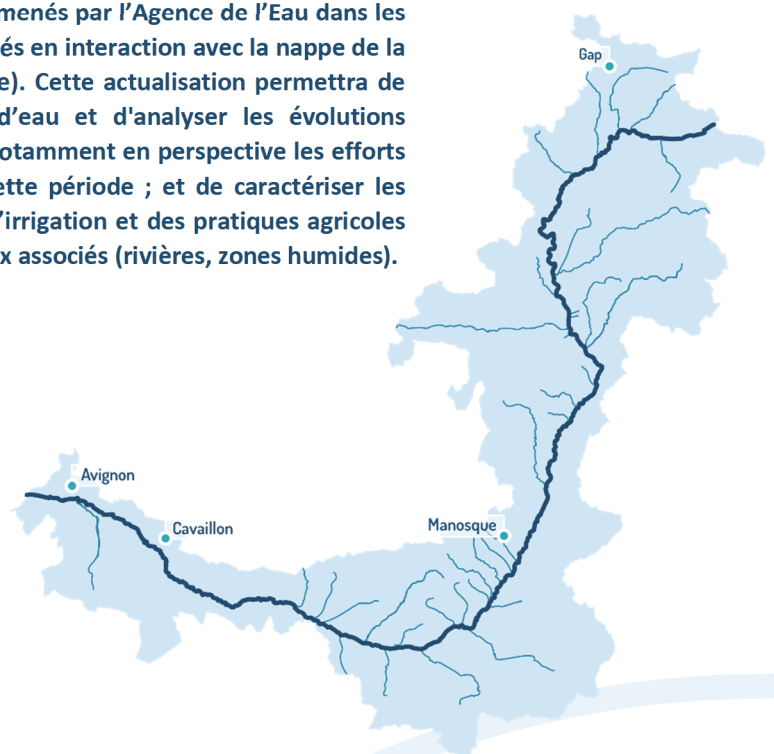 menés par l’Agence de l’Eau dans les
és en interaction avec la nappe de la
e). Cette actualisation permettra de
d’eau et d'analyser les évolutions
otamment en perspective les efforts
ette période ; et de caractériser les
’irrigation et des pratiques agricoles
x associés (rivières, zones humides).
Gap
Avignon
Cavaillon
Manosque